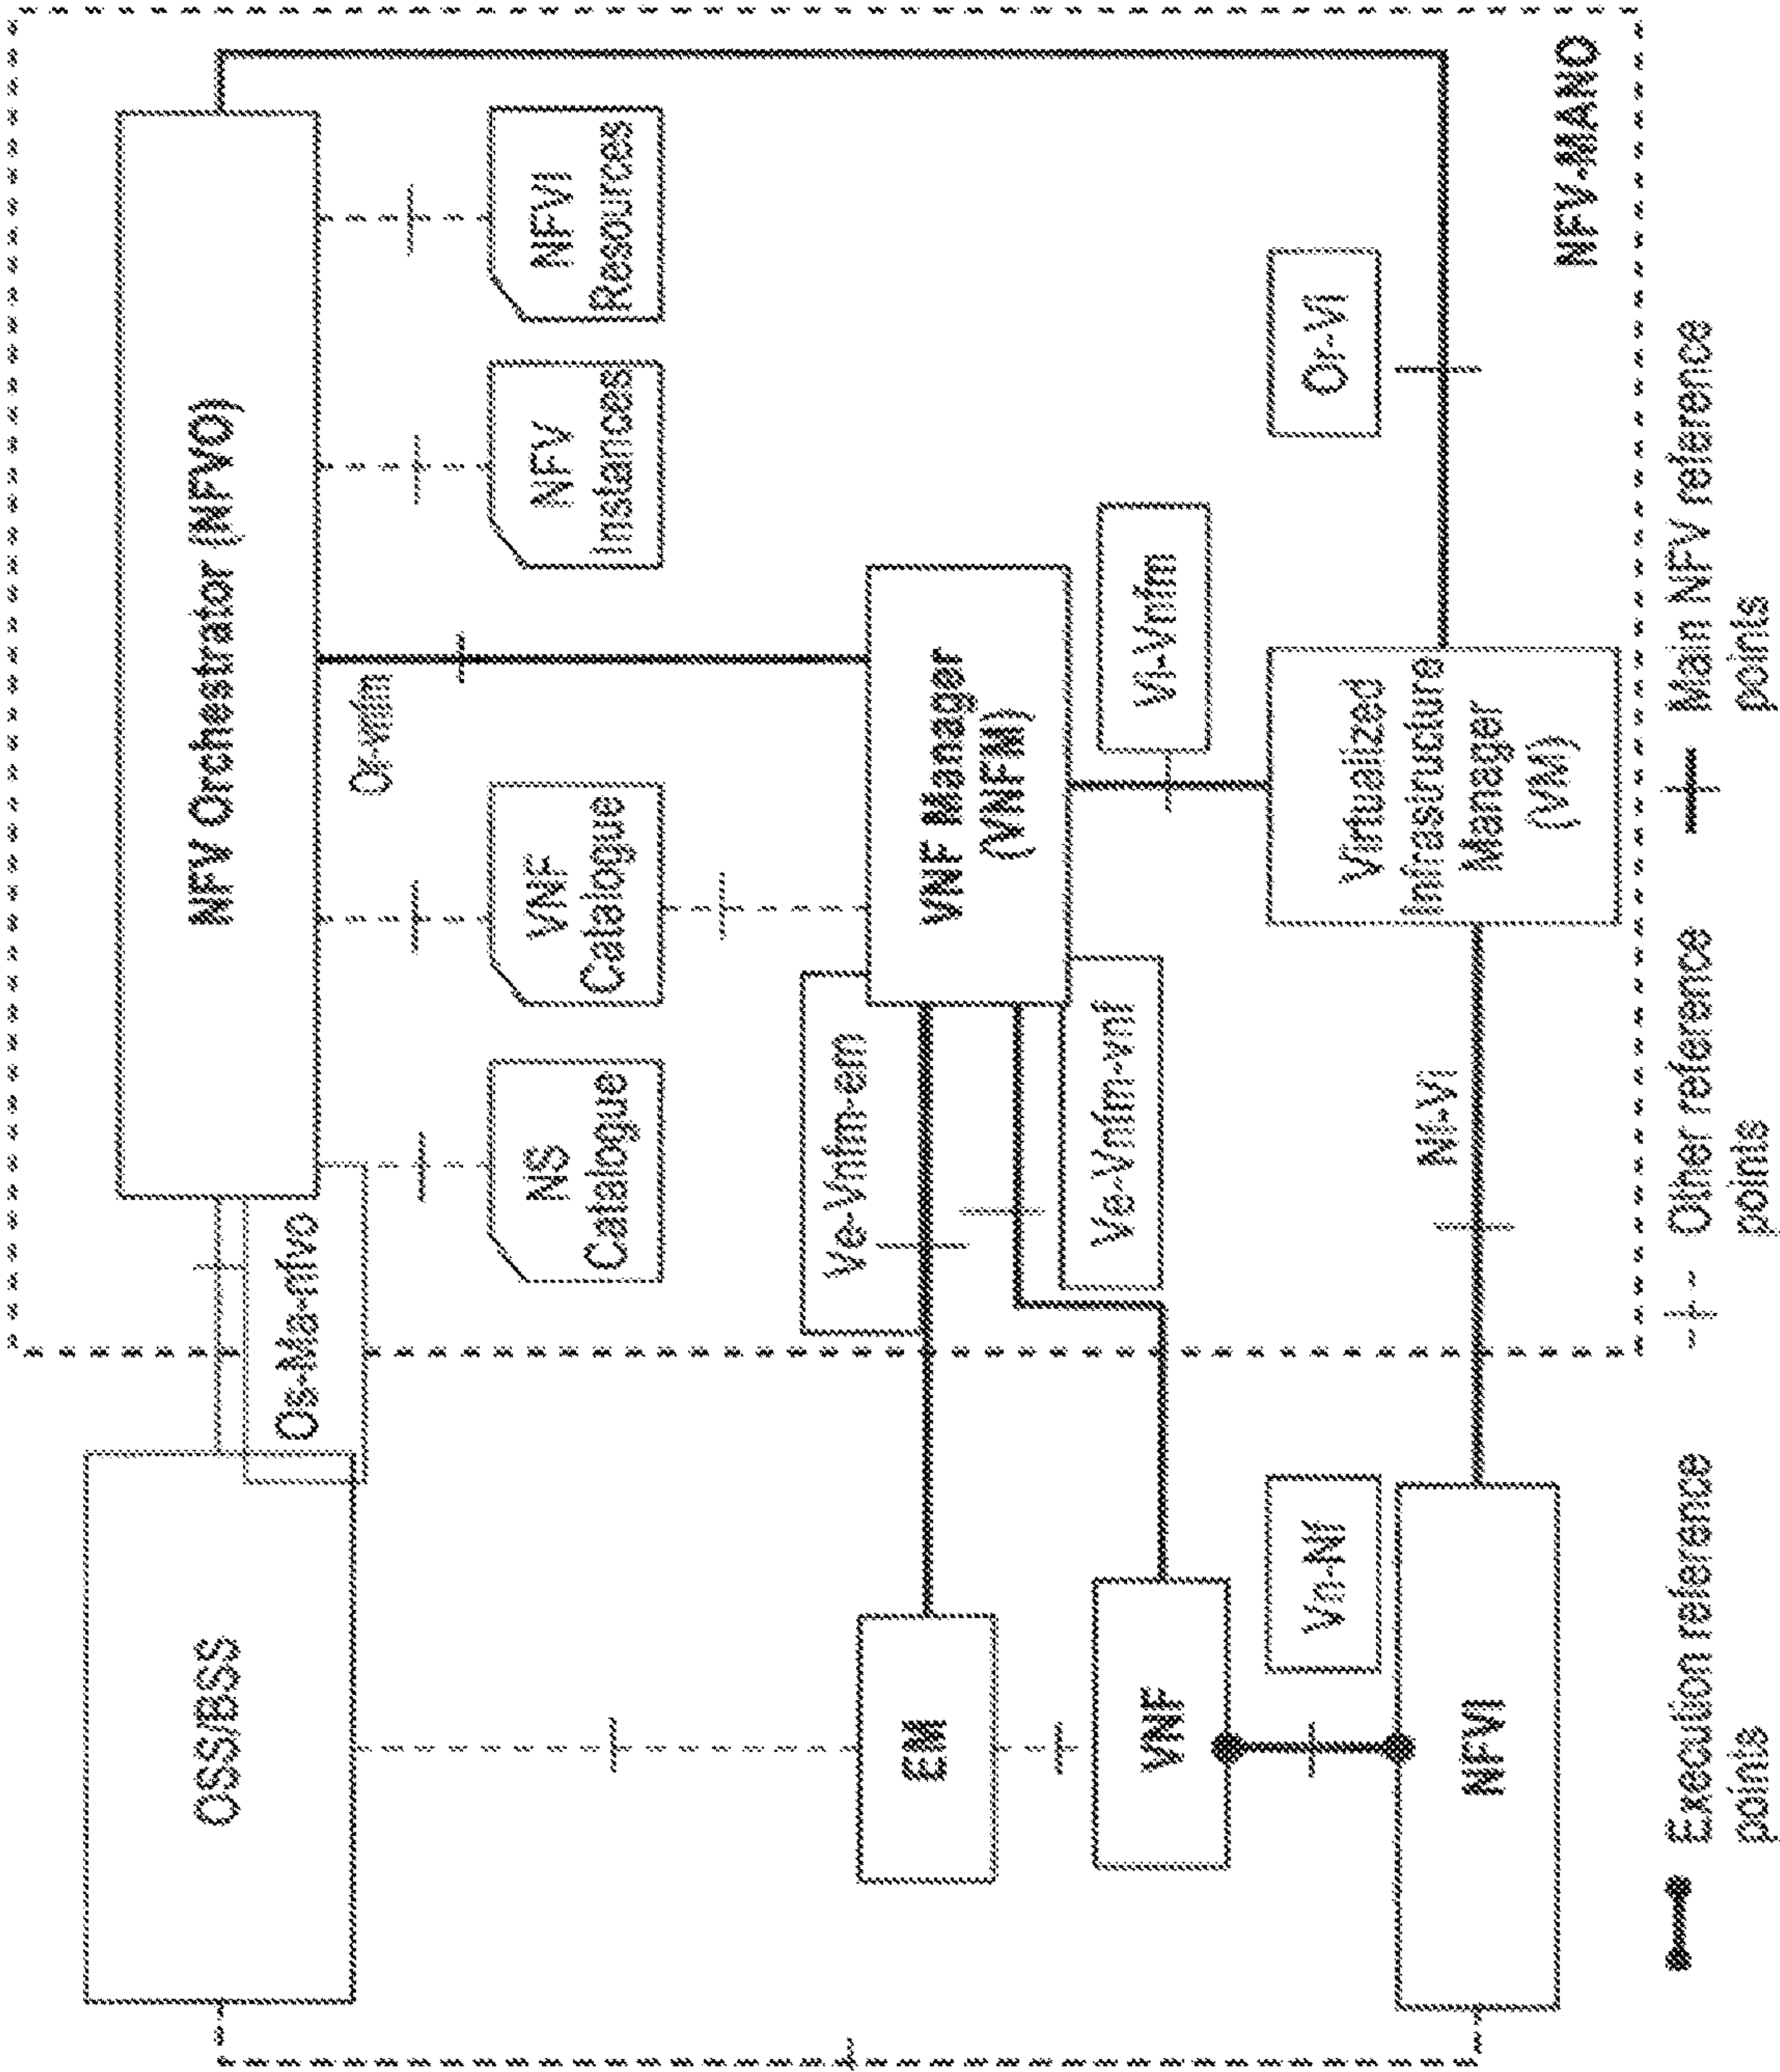 OSS/BSS
Os-Ma-nfvo
NFV Orchestrator (NFVO)
NS
Catalogue
VNF
Catalogue
Or-vnfm
NFV
Instances
NFVI
Resources
EM
Ve-Vnfm-em
VNF Manager
(VNFM)
VNF
Ve-Vnfm-vnf
Vi-Vnfm
Vn-Nf
NFVI
Nf-Vi
Virtualized
Infrastructure
Manager
(VM)
Or-Vi
NFV-MANO
Execution reference
points
Other reference
points
Main NFV reference
points